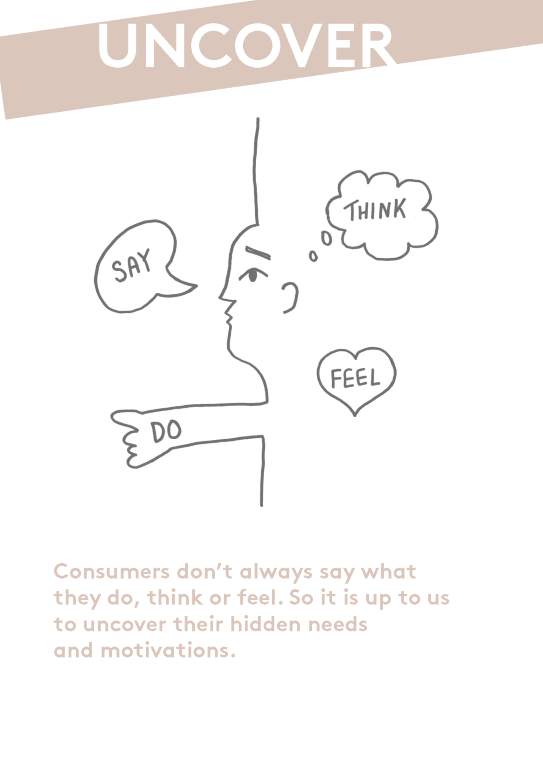 UNCOVER
THINK
SAY
FEEL
DO
Consumers don’t always say what
they do, think or feel. So it is up to us
to uncover their hidden needs
and motivations.